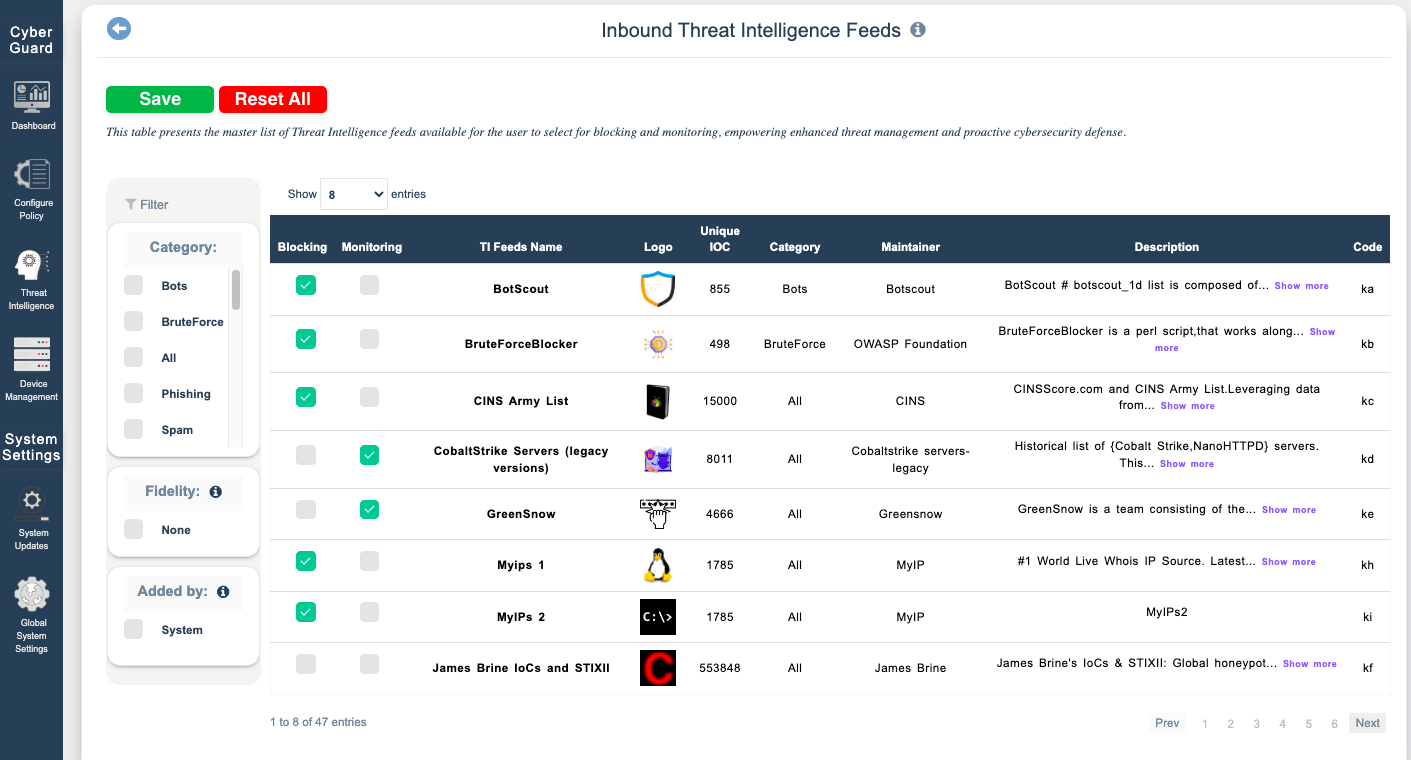 Cyber
Guard
Dashboard
Configure
Policy
Threat
Intelligence
Device
Management
System
Settings
System
Updates
Global
System
Settings
Inbound Threat Intelligence Feeds
Save Reset All
This table presents the master list of Threat Intelligence feeds available for the user to select for blocking and monitoring, empowering enhanced threat management and proactive cybersecurity defense.
Filter
Category:
Bots
BruteForce
All
Phishing
Spam
Fidelity:
None
Added by:
System
Show 8 entries
Blocking Monitoring TI Feeds Name Logo Unique IOC Category Maintainer Description Code
BotScout 855 Bots Botscout BotScout # botscout_1d list is composed of... Show more ka
BruteForceBlocker 498 BruteForce OWASP Foundation BruteForceBlocker is a perl script,that works along... Show more kb
CINS Army List 15000 All CINS CINSScore.com and CINS Army List.Leveraging data from... Show more kc
CobaltStrike Servers (legacy versions) 8011 All Cobaltstrike servers-legacy Historical list of {Cobalt Strike,NanoHTTPD} servers. This... Show more kd
GreenSnow 4666 All Greensnow GreenSnow is a team consisting of the... Show more ke
Myips 1 1785 All MyIP #1 World Live Whois IP Source. Latest... Show more kh
MyIPs 2 C:\> 1785 All MyIP MyIPs2 ki
James Brine IoCs and STIXII C 553848 All James Brine James Brine's IoCs & STIXII: Global honeypot... Show more kf
1 to 8 of 47 entries
Prev 1 2 3 4 5 6 Next